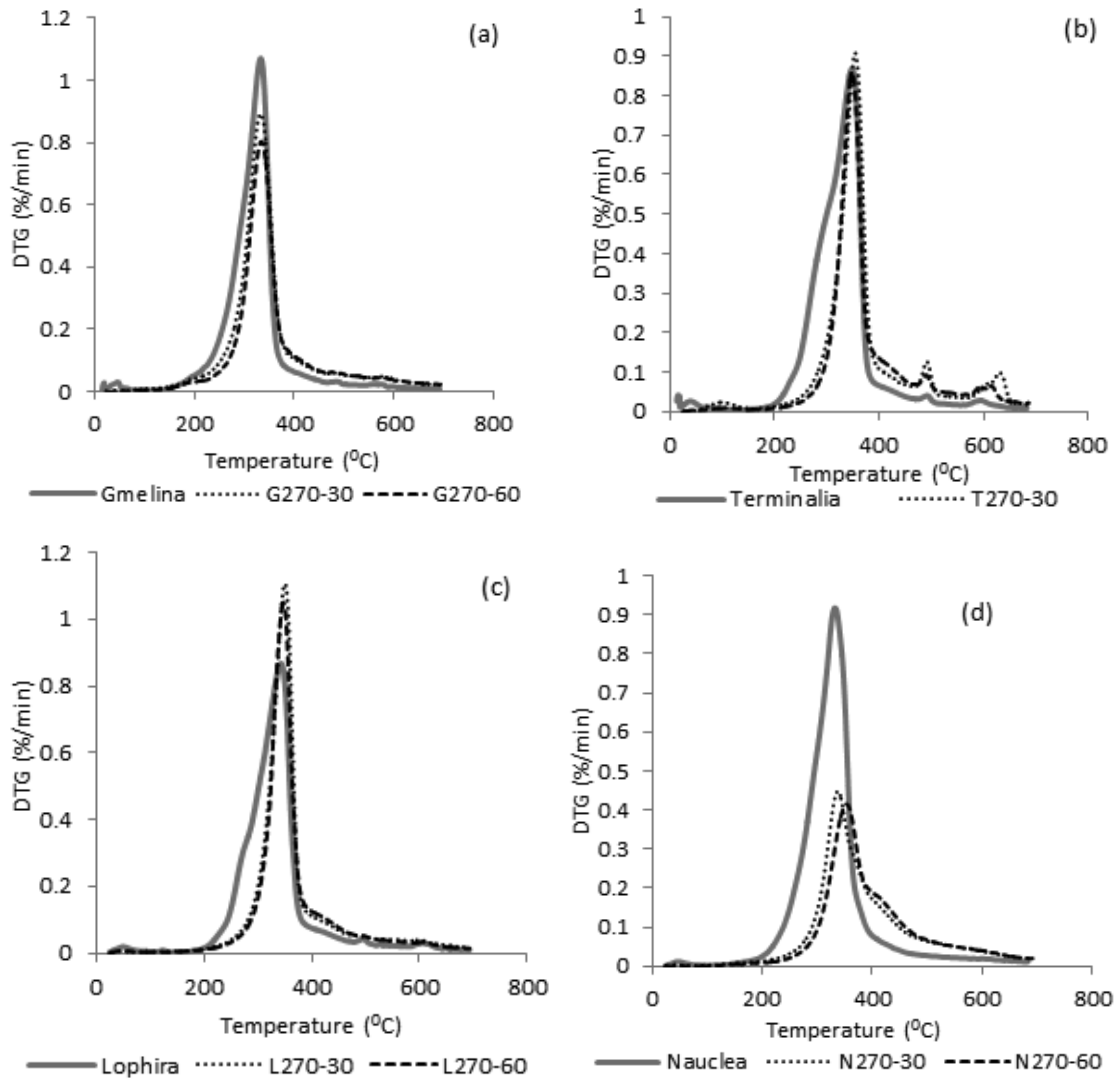 1.2
1
0.8
0.6
0.4
0.2
0
DTG (%/min)
(a)
0 200 400 600 800
Temperature (⁰C)
Gmelina G270-30 G270-60
1
0.9
0.8
0.7
0.6
0.5
0.4
0.3
0.2
0.1
0
DTG (%/min)
(b)
0 200 400 600 800
Temperature (⁰C)
Terminalia T270-30
1.2
1
0.8
0.6
0.4
0.2
0
DTG (%/min)
(c)
0 200 400 600 800
Temperature (⁰C)
Lophira L270-30 L270-60
1
0.9
0.8
0.7
0.6
0.5
0.4
0.3
0.2
0.1
0
DTG (%/min)
(d)
0 200 400 600 800
Temperature (⁰C)
Nauclea N270-30 N270-60